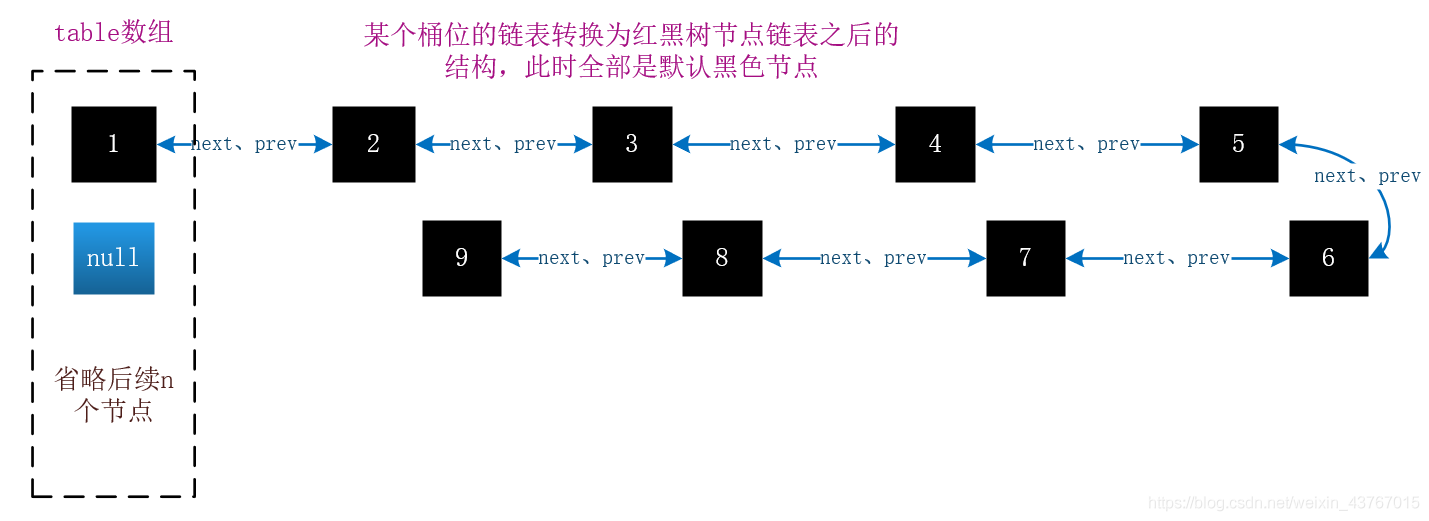 table数组
某个桶位的链表转换为红黑树节点链表之后的
结构，此时全部是默认黑色节点
1
next、prev
2
next、prev
3
next、prev
4
next、prev
5
next、prev
null
9
next、prev
8
next、prev
7
next、prev
6
省略后续n
个节点
https://blog.csdn.net/weixin_43767015